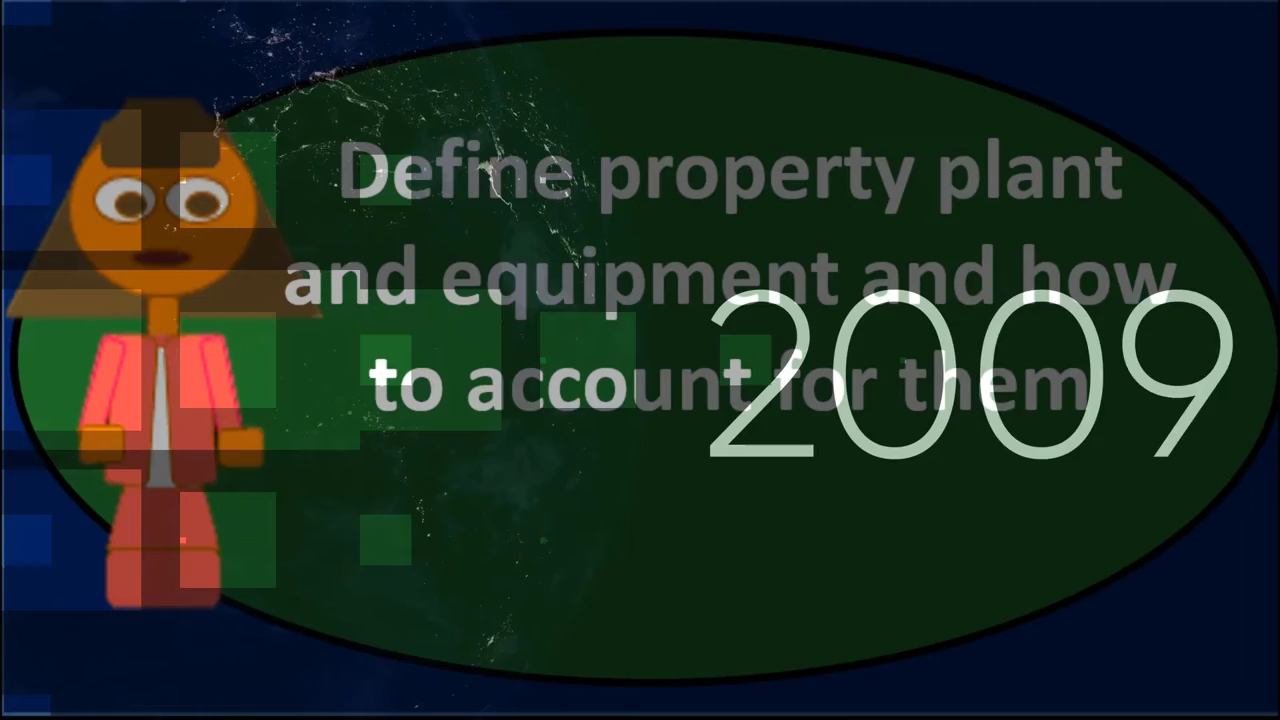 Define property plant
and equipment and how
to account for them
2009